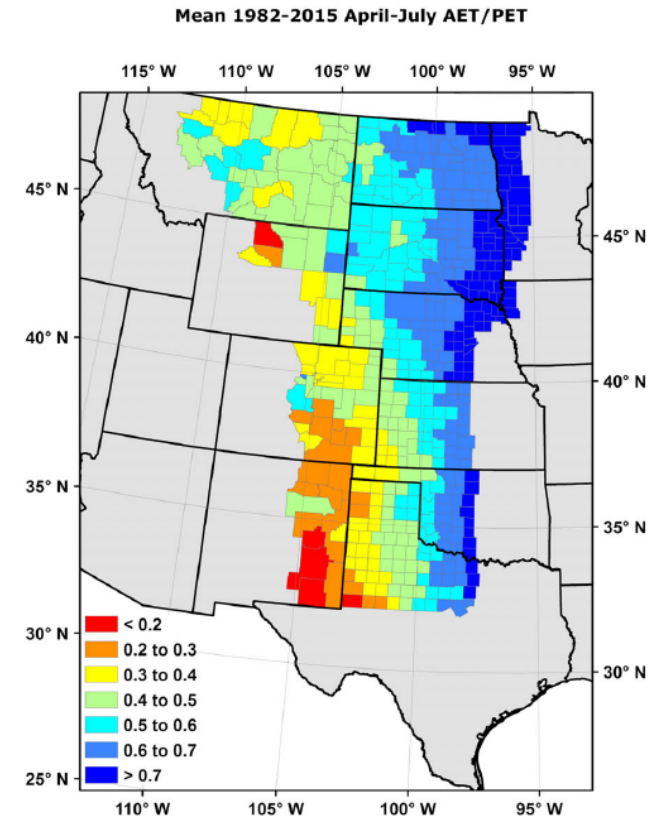 Mean 1982-2015 April-July AET/PET
115° W 110° W 105° W 100° W 95° W
45° N
45° N
40° N
40° N
35° N
35° N
30° N
30° N
25° N
< 0.2
0.2 to 0.3
0.3 to 0.4
0.4 to 0.5
0.5 to 0.6
0.6 to 0.7
> 0.7
110° W 105° W 100° W 95° W